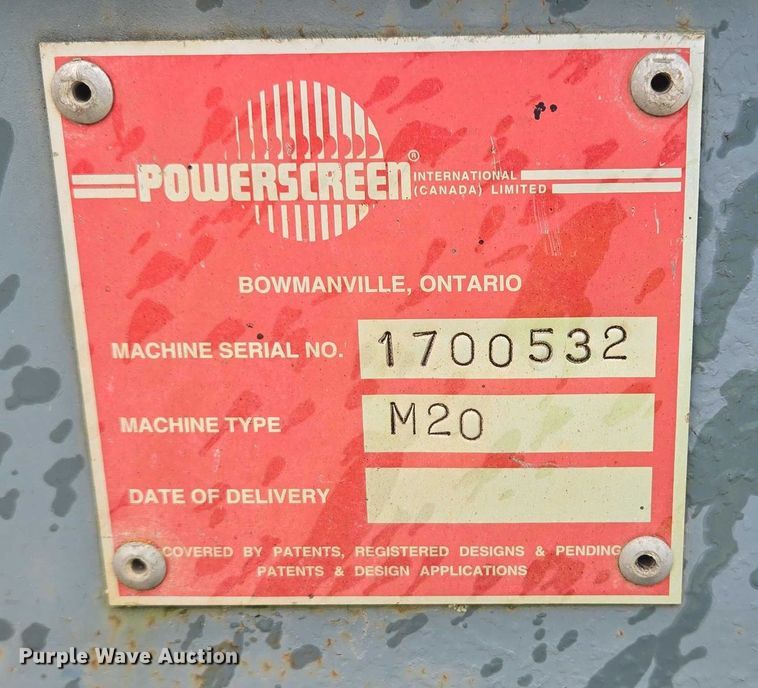 POWERSCREEN®
INTERNATIONAL
(CANADA) LIMITED
BOWMANVILLE, ONTARIO
MACHINE SERIAL NO. 1700532
MACHINE TYPE M20
DATE OF DELIVERY
COVERED BY PATENTS, REGISTERED DESIGNS & PENDING
PATENTS & DESIGN APPLICATIONS
Purple Wave Auction